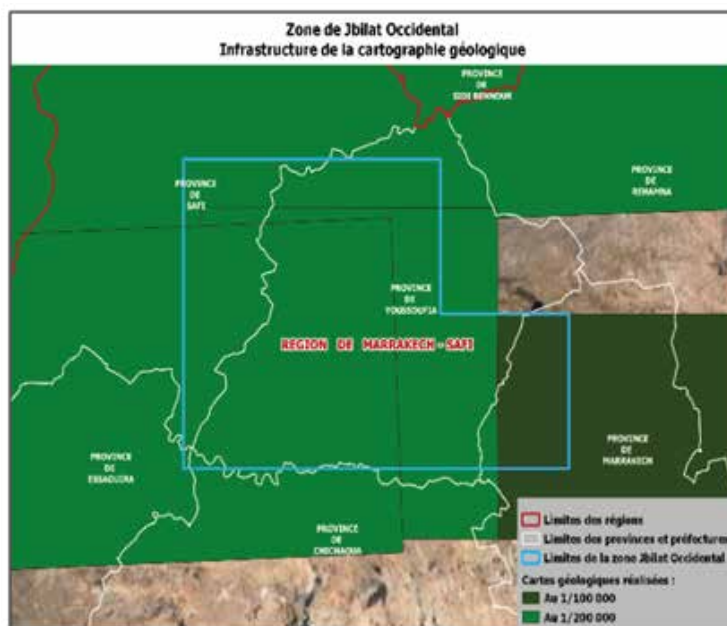 Zone de Jbilat Occidental
Infrastructure de la cartographie géologique
PROVINCE
DE
SIDI BENNOUR
PROVINCE
DE
SAFI
PROVINCE
DE
REHAMNA
PROVINCE
DE
YOUSSOUFIA
REGION DE MARRAKECH - SAFI
PROVINCE
DE
ESSAOUIRA
PROVINCE
DE
MARRAKECH
PROVINCE
DE
CHICHAOUA
Limites des régions
Limites des provinces et préfectures
Limites de la zone Jbilat Occidental
Cartes géologiques réalisées :
Au 1/100 000
Au 1/200 000